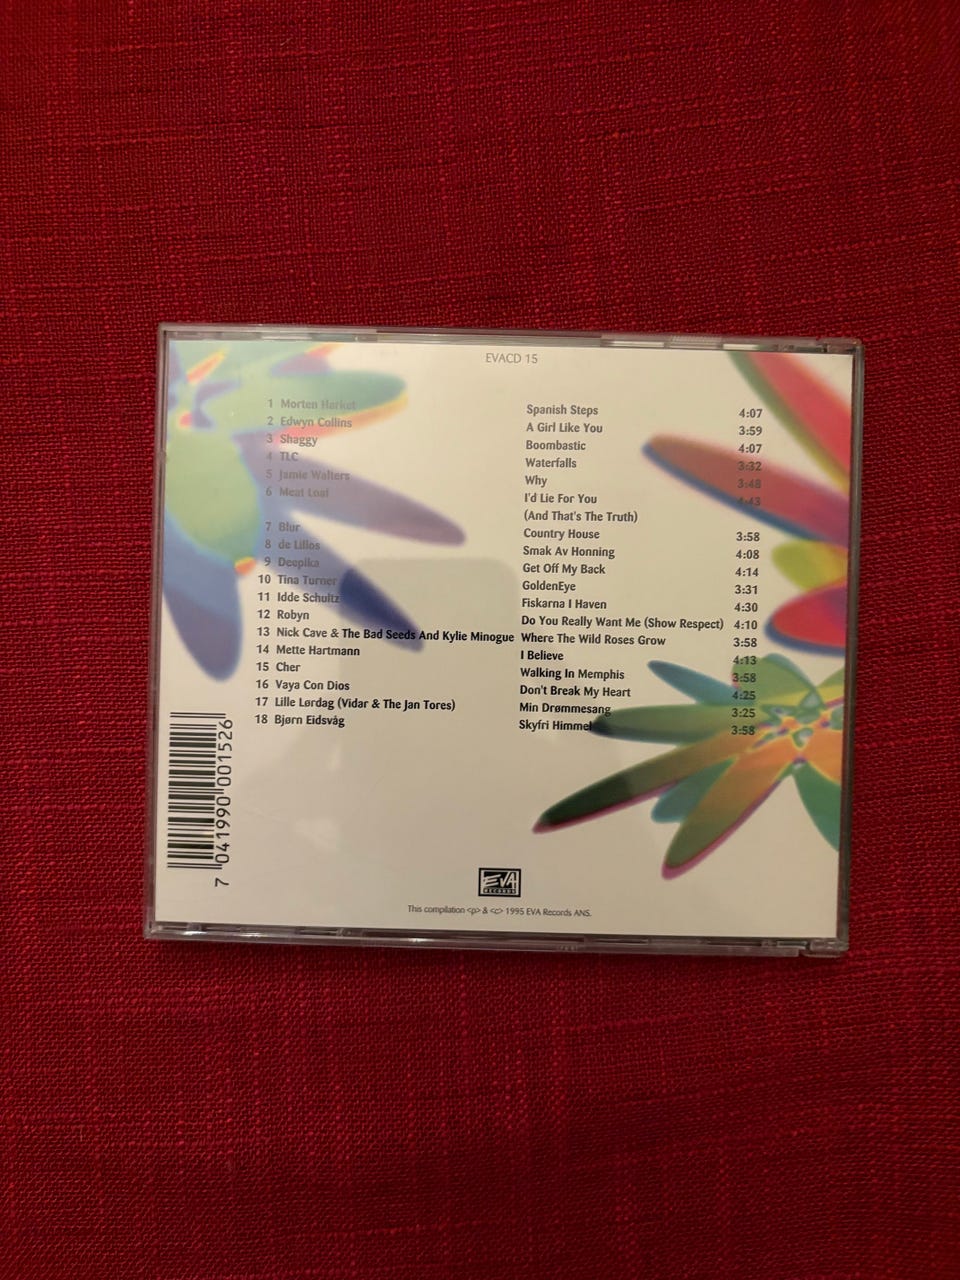 EVACD 15
1 Morten Harket Spanish Steps 4:07
2 Edwyn Collins A Girl Like You 3:59
3 Shaggy Boombastic 4:07
4 TLC Waterfalls 3:32
5 Jamie Walters Why 3:48
6 Meat Loaf I'd Lie For You 4:43
(And That's The Truth)
7 Blur Country House 3:58
8 de Lillos Smak Av Honning 4:08
9 Deepika Get Off My Back 4:14
10 Tina Turner GoldenEye 3:31
11 Idde Schultz Fiskarna I Haven 4:30
12 Robyn Do You Really Want Me (Show Respect) 4:10
13 Nick Cave & The Bad Seeds And Kylie Minogue Where The Wild Roses Grow 3:58
14 Mette Hartmann I Believe 4:13
15 Cher Walking In Memphis 3:58
16 Vaya Con Dios Don't Break My Heart 4:25
17 Lille Lørdag (Vidar & The Jan Tores) Min Drømmesang 3:25
18 Bjørn Eidsvåg Skyfri Himmel 3:58
7 041990 001526
EVA
RECORDS
This compilation <p> & <c> 1995 EVA Records ANS.